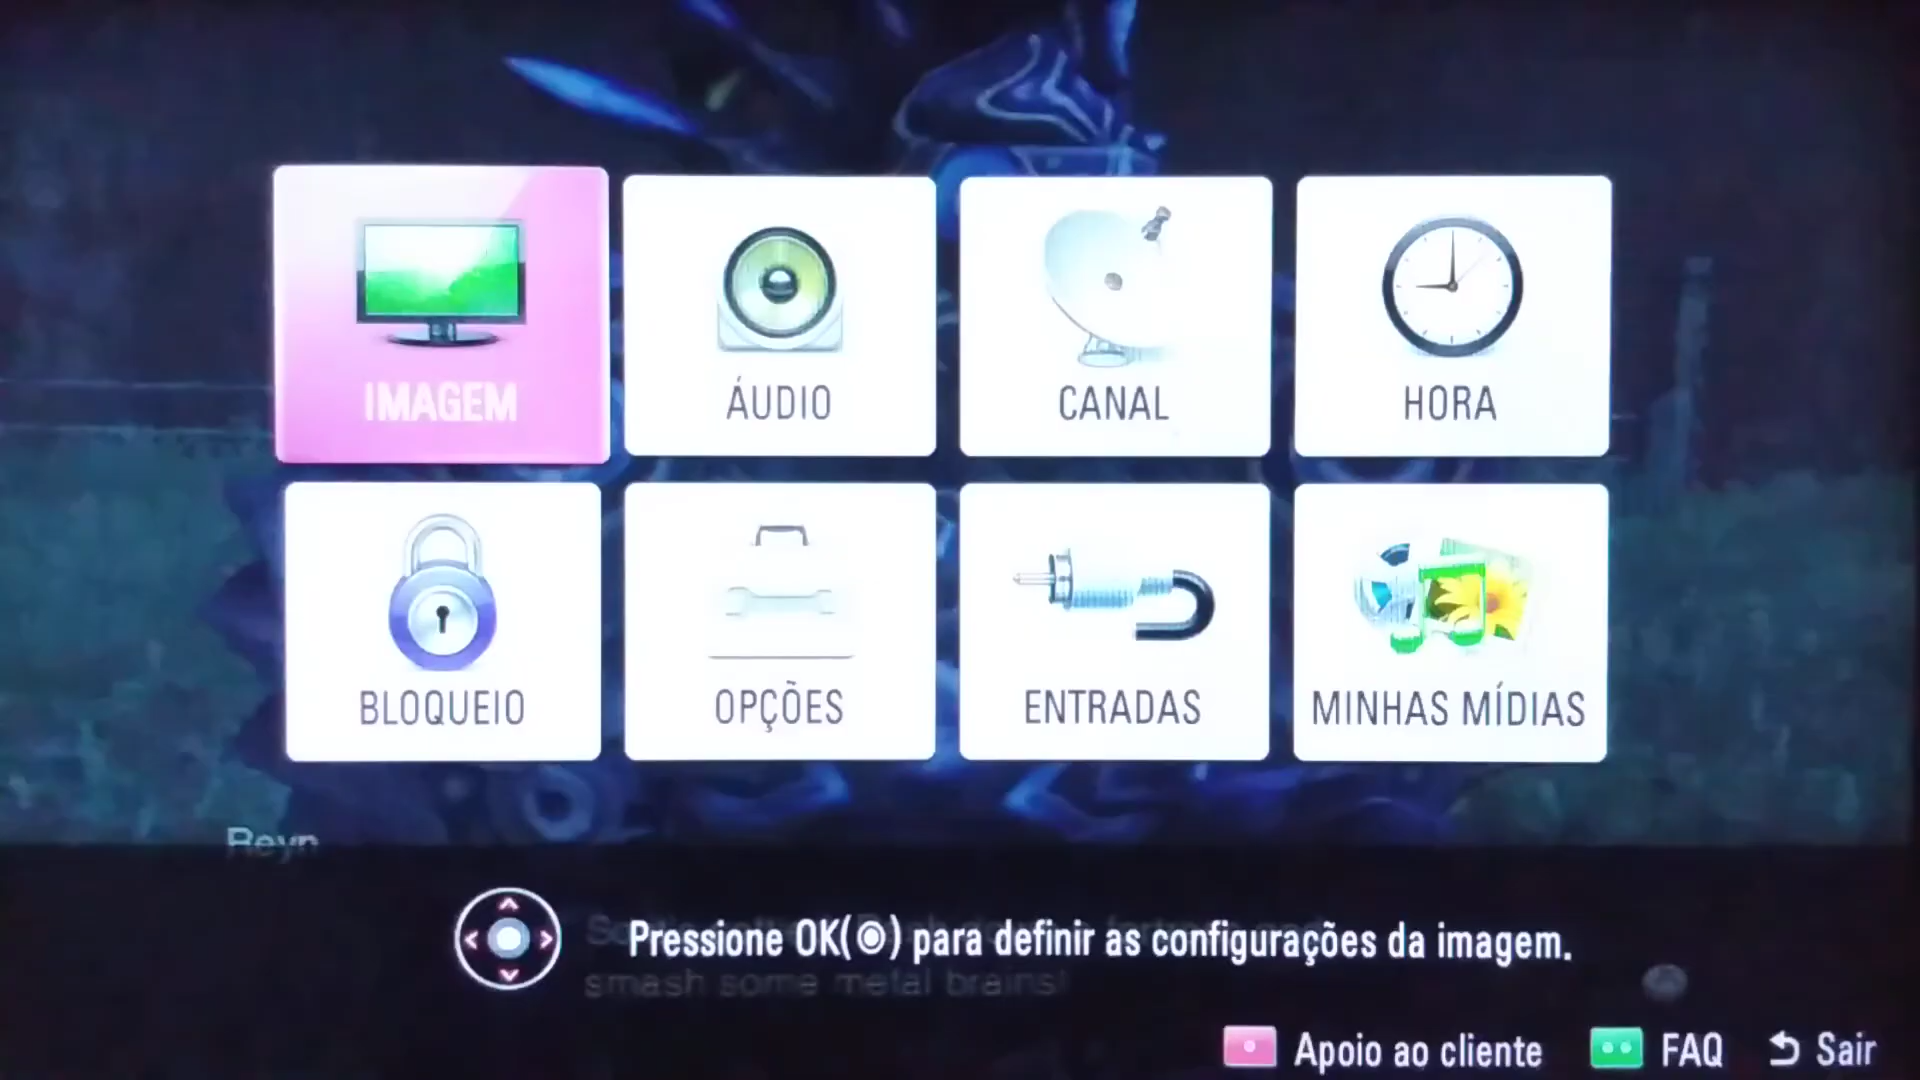 IMAGEM
ÁUDIO
CANAL
HORA
BLOQUEIO
OPÇÕES
ENTRADAS
MINHAS MÍDIAS
Reyn
Pressione OK(◉) para definir as configurações da imagem.
smash some metal brains!
Apoio ao cliente
FAQ
Sair